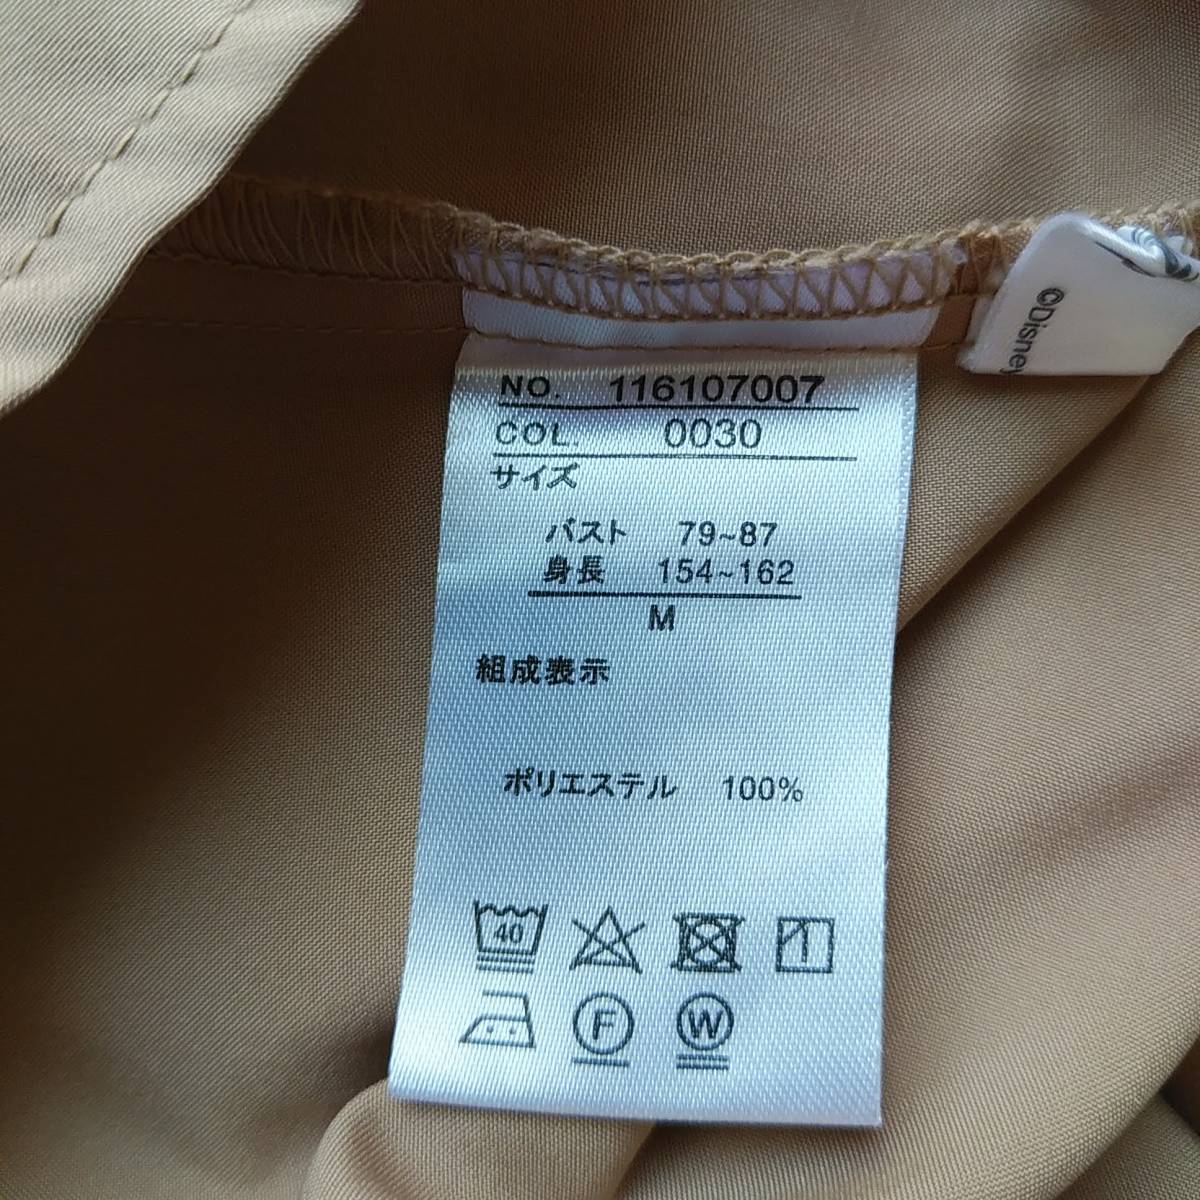 NO. 116107007
COL. 0030
サイズ
バスト 79~87
身長 154~162
M
組成表示
ポリエステル 100%
40
F
W
©Disney